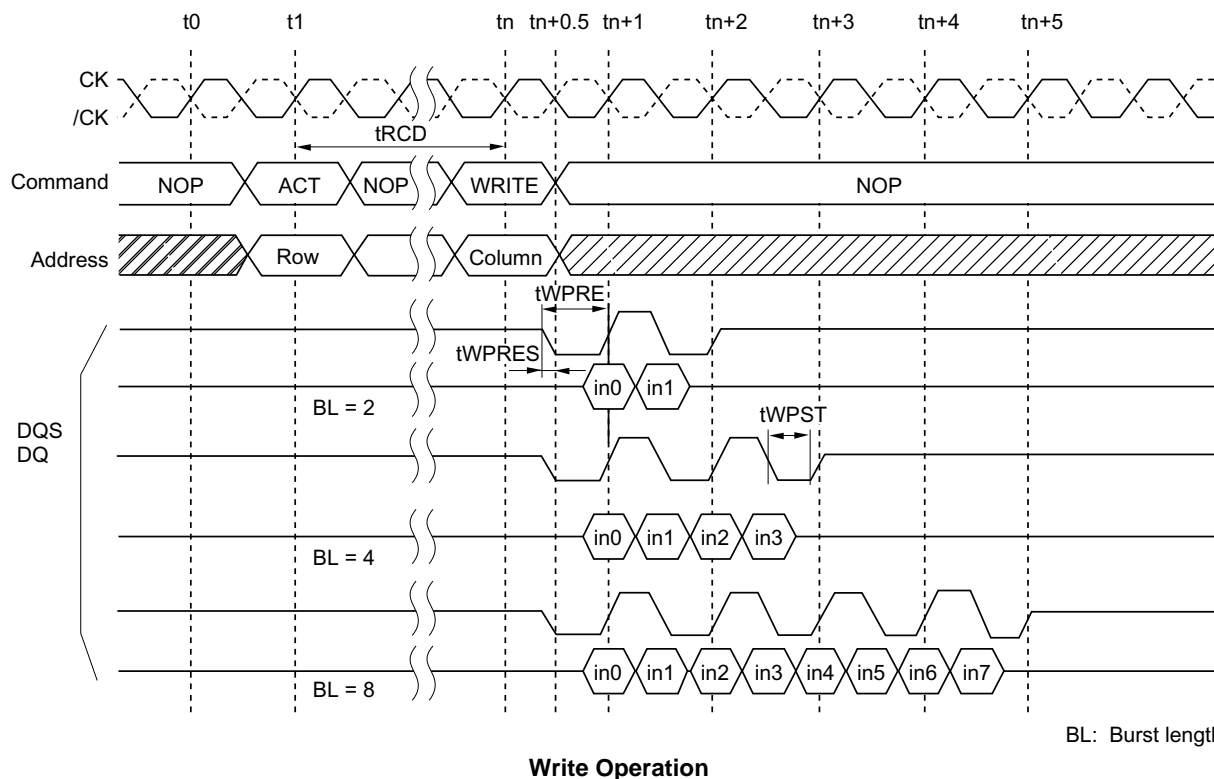 t0 t1 tn tn+0.5 tn+1 tn+2 tn+3 tn+4 tn+5
CK
/CK
tRCD
Command NOP ACT NOP WRITE NOP
Address Row Column
tWPRE
tWPRES
in0 in1
BL = 2
tWPST
DQS
DQ
in0 in1 in2 in3
BL = 4
in0 in1 in2 in3 in4 in5 in6 in7
BL = 8
BL: Burst length
Write Operation